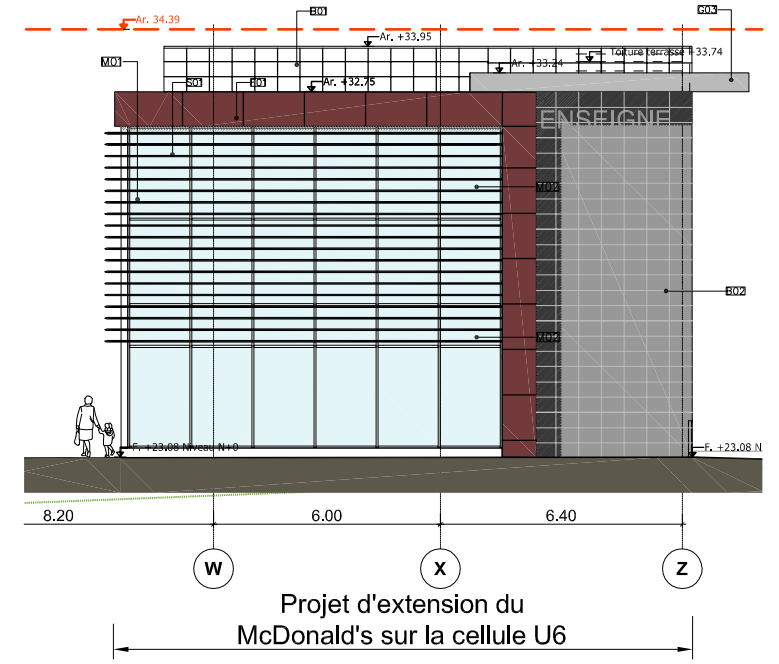 Ar. 34.39
B01
G03
Ar. +33.95
Toiture terrasse +33.74
M01
Ar. +33.24
S01
F01
Ar. +32.75
ENSEIGNE
M02
B02
M02
F. +23.08 Niveau N+0
F. +23.08 N
8.20
6.00
6.40
W
X
Z
Projet d'extension du
McDonald's sur la cellule U6